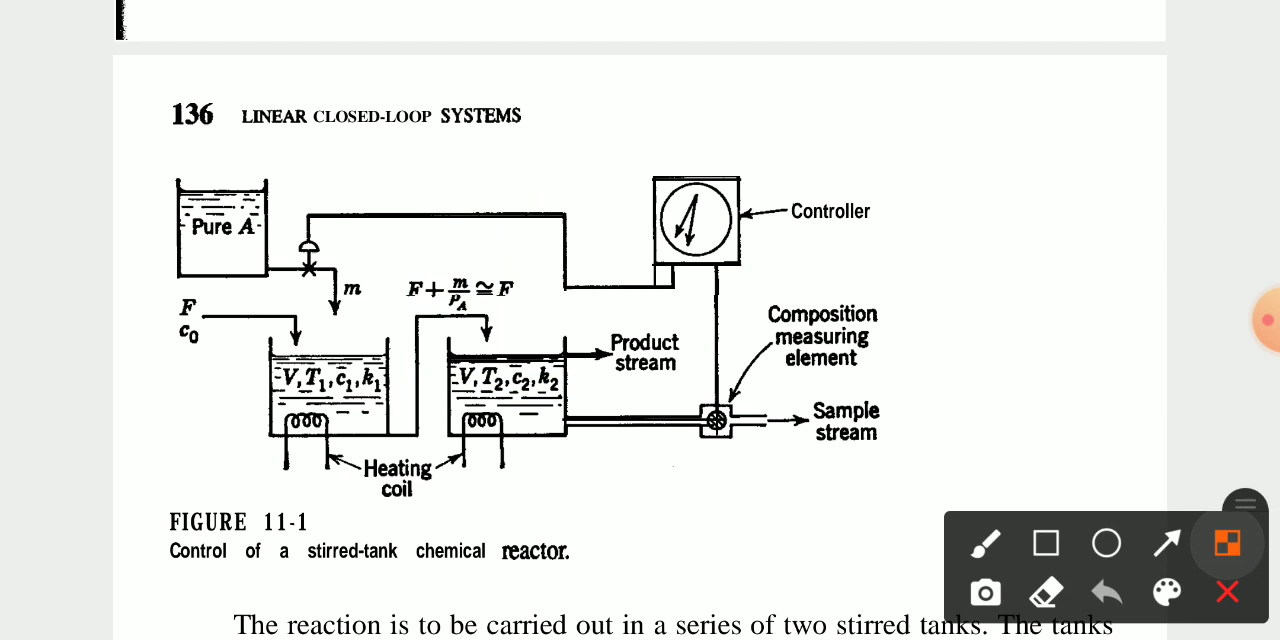 136 LINEAR CLOSED-LOOP SYSTEMS
Pure A
Controller
m
F + m/ρA ≅ F
F
c0
Composition
measuring
element
Product
stream
V, T1, c1, k1
V, T2, c2, k2
Sample
stream
Heating
coil
FIGURE 11-1
Control of a stirred-tank chemical reactor.
The reaction is to be carried out in a series of two stirred tanks. The tanks